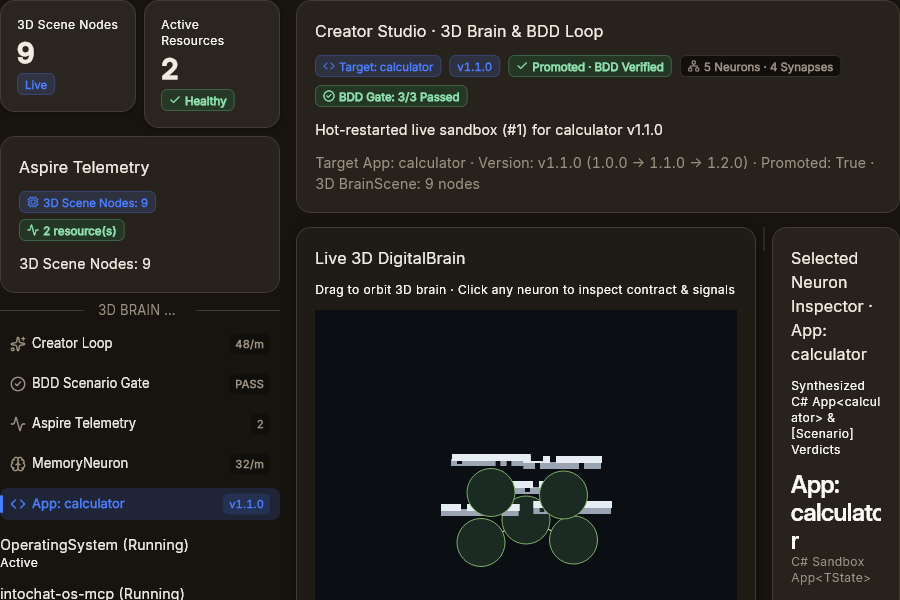 3D Scene Nodes
9
Live
Active
Resources
2
Healthy
Aspire Telemetry
3D Scene Nodes: 9
2 resource(s)
3D Scene Nodes: 9
3D BRAIN ...
Creator Loop
48/m
BDD Scenario Gate
PASS
Aspire Telemetry
2
MemoryNeuron
32/m
App: calculator
v1.1.0
OperatingSystem (Running)
Active
intochat-os-mcp (Running)
Creator Studio · 3D Brain & BDD Loop
Target: calculator
v1.1.0
Promoted · BDD Verified
5 Neurons · 4 Synapses
BDD Gate: 3/3 Passed
Hot-restarted live sandbox (#1) for calculator v1.1.0
Target App: calculator · Version: v1.1.0 (1.0.0 → 1.1.0 → 1.2.0) · Promoted: True ·
3D BrainScene: 9 nodes
Live 3D DigitalBrain
Drag to orbit 3D brain · Click any neuron to inspect contract & signals
Selected
Neuron
Inspector ·
App:
calculator
Synthesized
C# App<calcul
ator> &
[Scenario]
Verdicts
App:
calculato
r
C# Sandbox
App<TState>